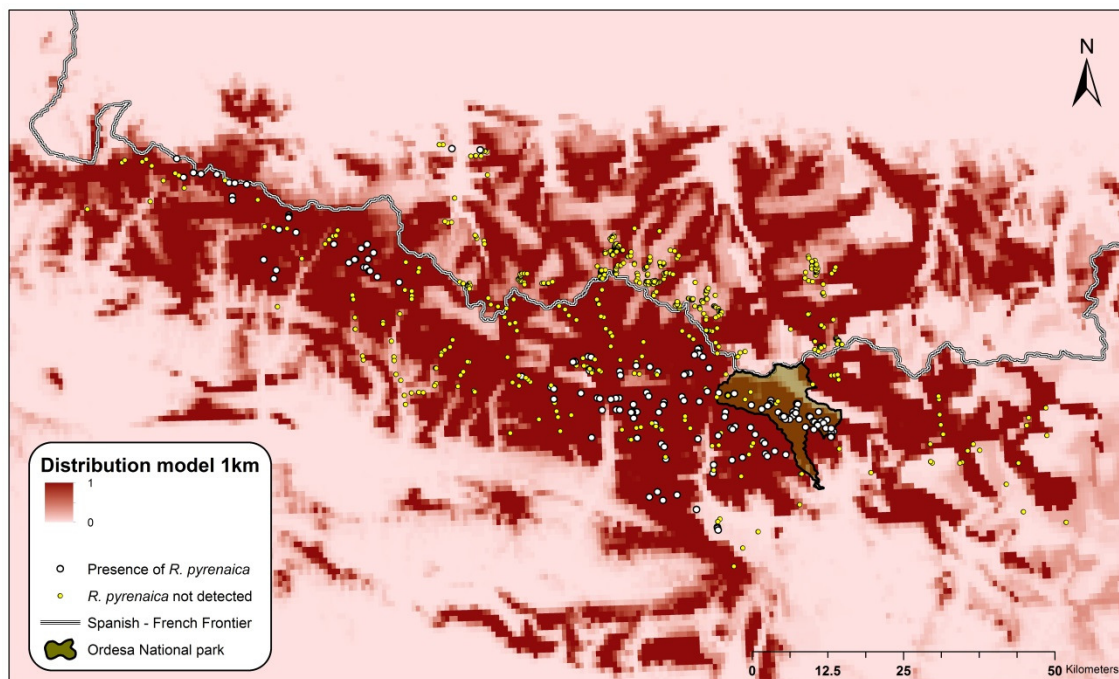 N
Distribution model 1km
1
0
Presence of R. pyrenaica
R. pyrenaica not detected
Spanish - French Frontier
Ordesa National park
0 12.5 25 50 Kilometers